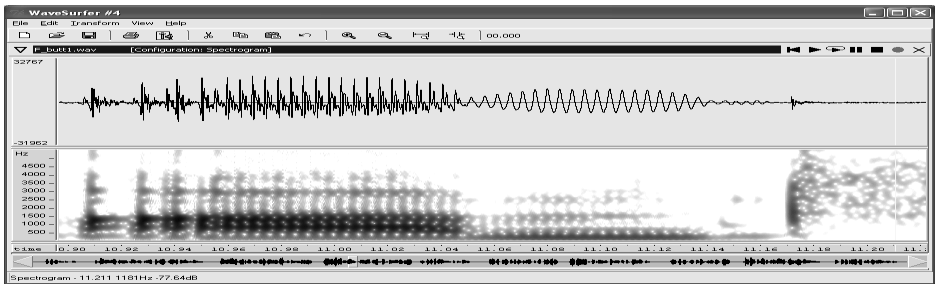 WaveSurfer #4
File Edit Transform View Help
00.000
F_butt1.wav [Configuration: Spectrogram]
32767
-31962
Hz
4500
4000
3500
3000
2500
2000
1500
1000
500
time 10.90 10.92 10.94 10.96 10.98 11.00 11.02 11.04 11.06 11.08 11.10 11.12 11.14 11.16 11.18 11.20 11.
Spectrogram - 11.211 1181Hz -77.64dB